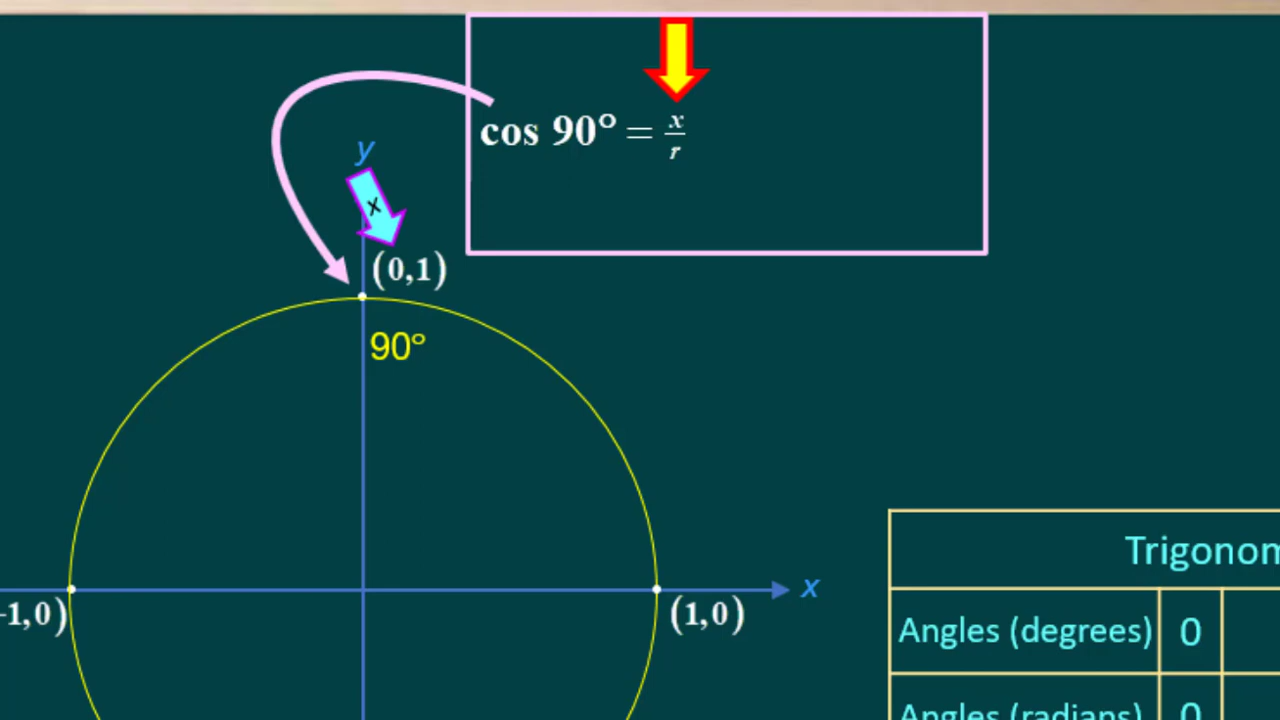 cos 90° = x/r
y
x
(0,1)
90°
x
-1,0)
(1,0)
Trigonom
Angles (degrees) 0
Angles (radians) 0